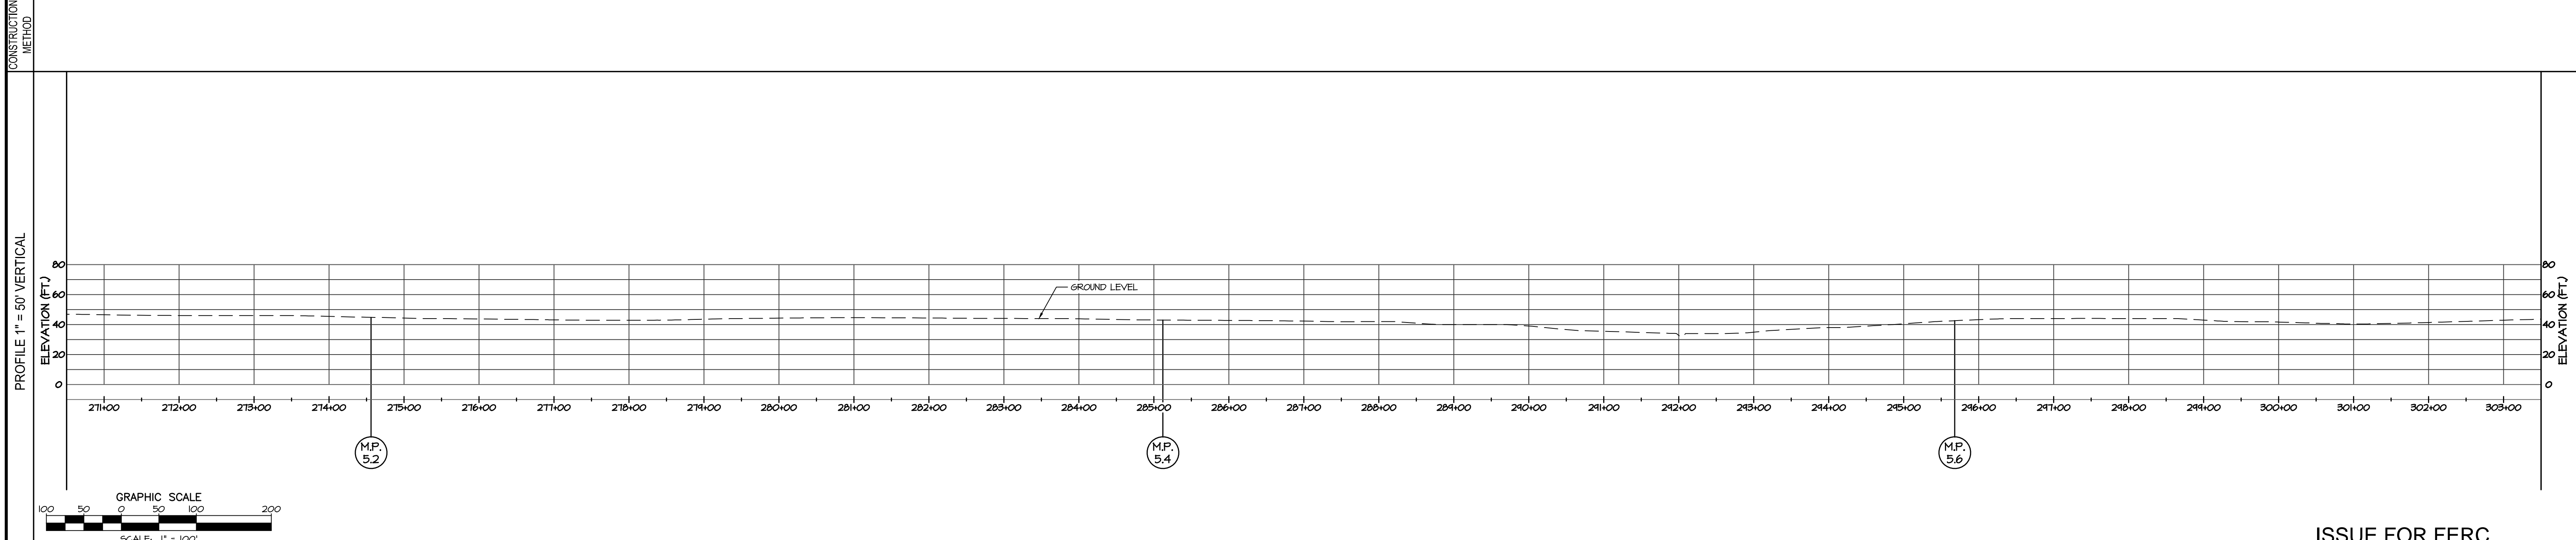 CONSTRUCTION
METHOD
PROFILE 1" = 50' VERTICAL
ELEVATION (FT.)
80
60
40
20
0
GROUND LEVEL
80
60
40
20
0
ELEVATION (FT.)
271+00 272+00 273+00 274+00 275+00 276+00 277+00 278+00 279+00 280+00 281+00 282+00 283+00 284+00 285+00 286+00 287+00 288+00 289+00 290+00 291+00 292+00 293+00 294+00 295+00 296+00 297+00 298+00 299+00 300+00 301+00 302+00 303+00
M.P.
5.2
M.P.
5.4
M.P.
5.6
GRAPHIC SCALE
100 50 0 50 100 200
SCALE: 1" = 100'
ISSUE FOR FERC